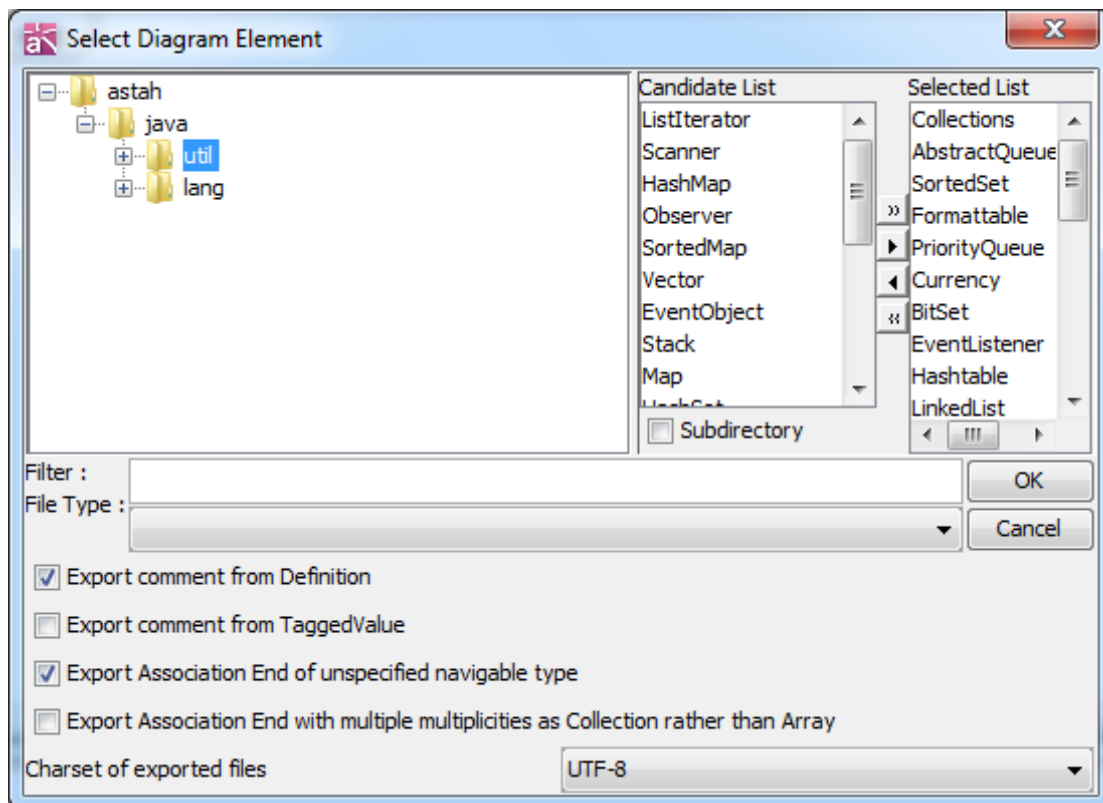 Select Diagram Element
astah
java
util
lang
Candidate List
ListIterator
Scanner
HashMap
Observer
SortedMap
Vector
EventObject
Stack
Map
HashSet
Subdirectory
Selected List
Collections
AbstractQueue
SortedSet
Formattable
PriorityQueue
Currency
BitSet
EventListener
Hashtable
LinkedList
Filter :
File Type :
OK
Cancel
Export comment from Definition
Export comment from TaggedValue
Export Association End of unspecified navigable type
Export Association End with multiple multiplicities as Collection rather than Array
Charset of exported files
UTF-8